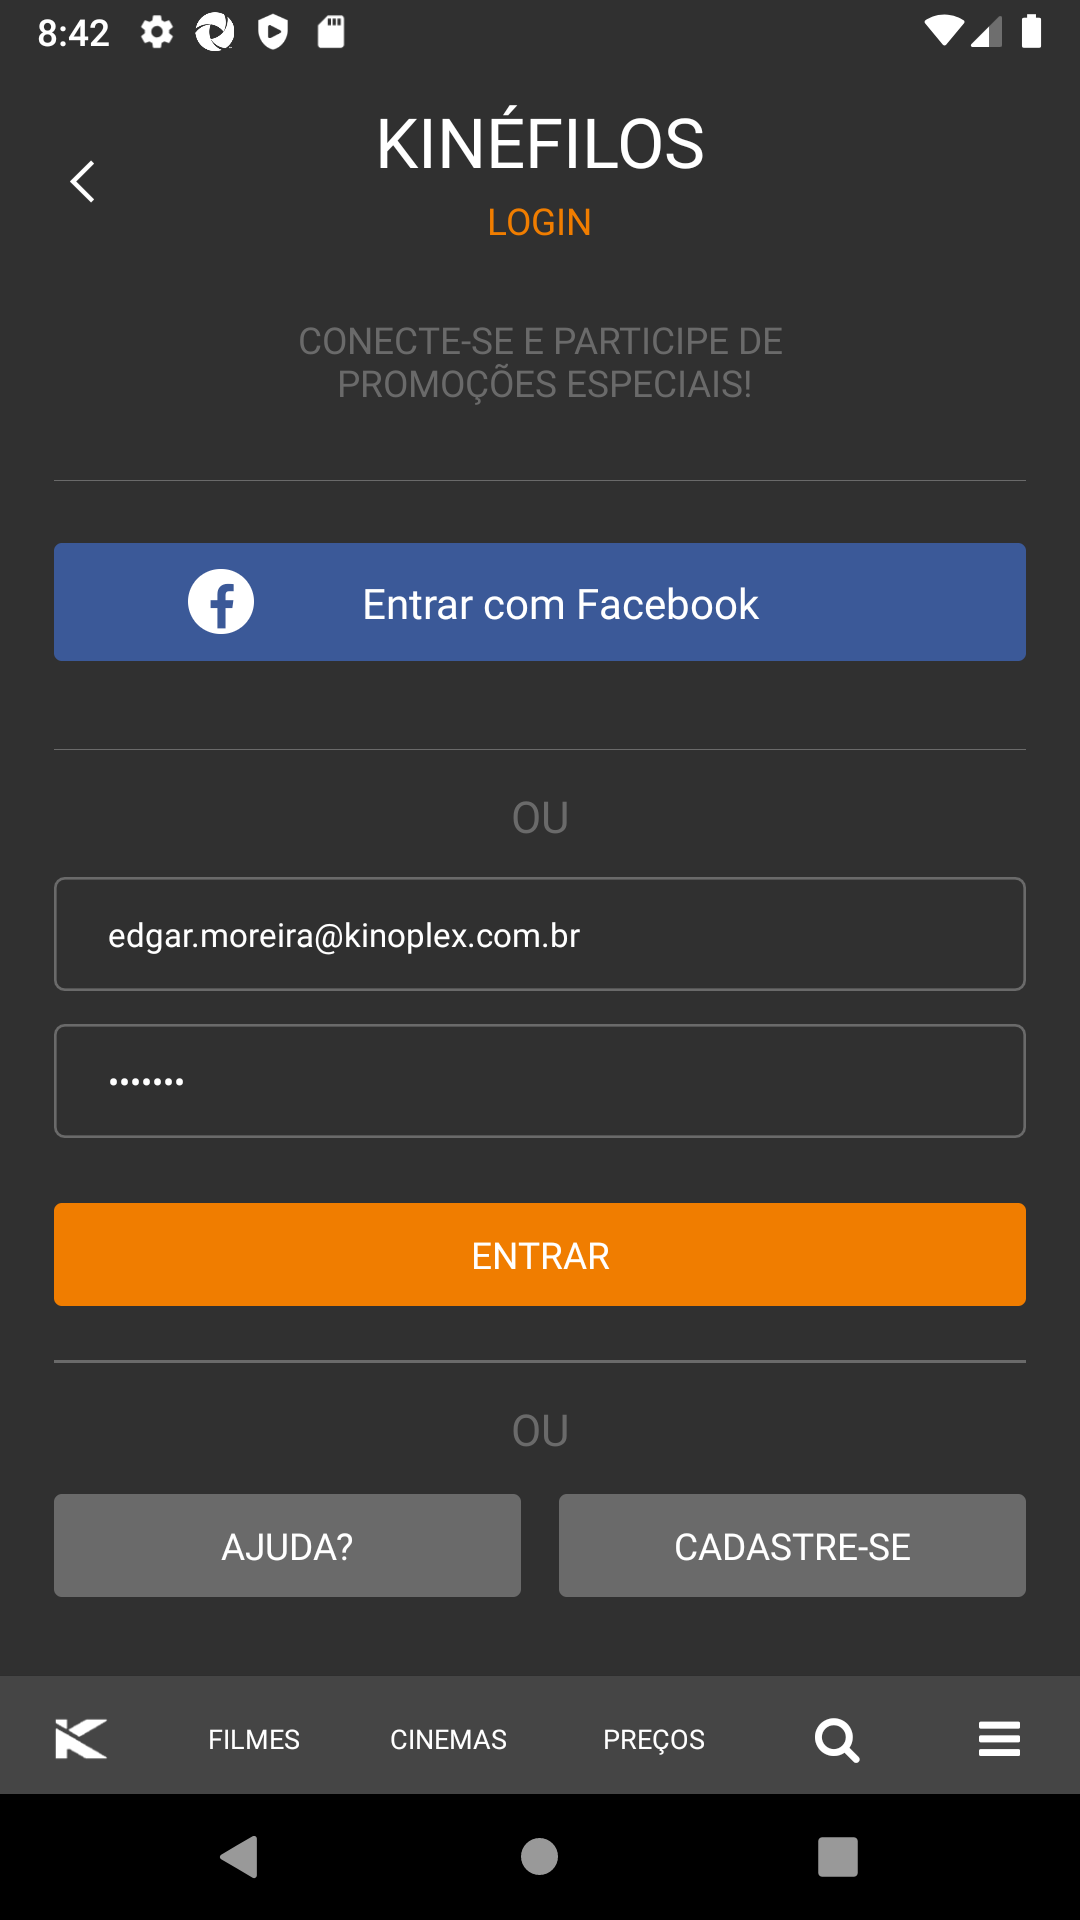 8:42
KINÉFILOS
LOGIN
CONECTE-SE E PARTICIPE DE
PROMOÇÕES ESPECIAIS!
Entrar com Facebook
OU
edgar.moreira@kinoplex.com.br
•••••••
ENTRAR
OU
AJUDA? CADASTRE-SE
FILMES CINEMAS PREÇOS